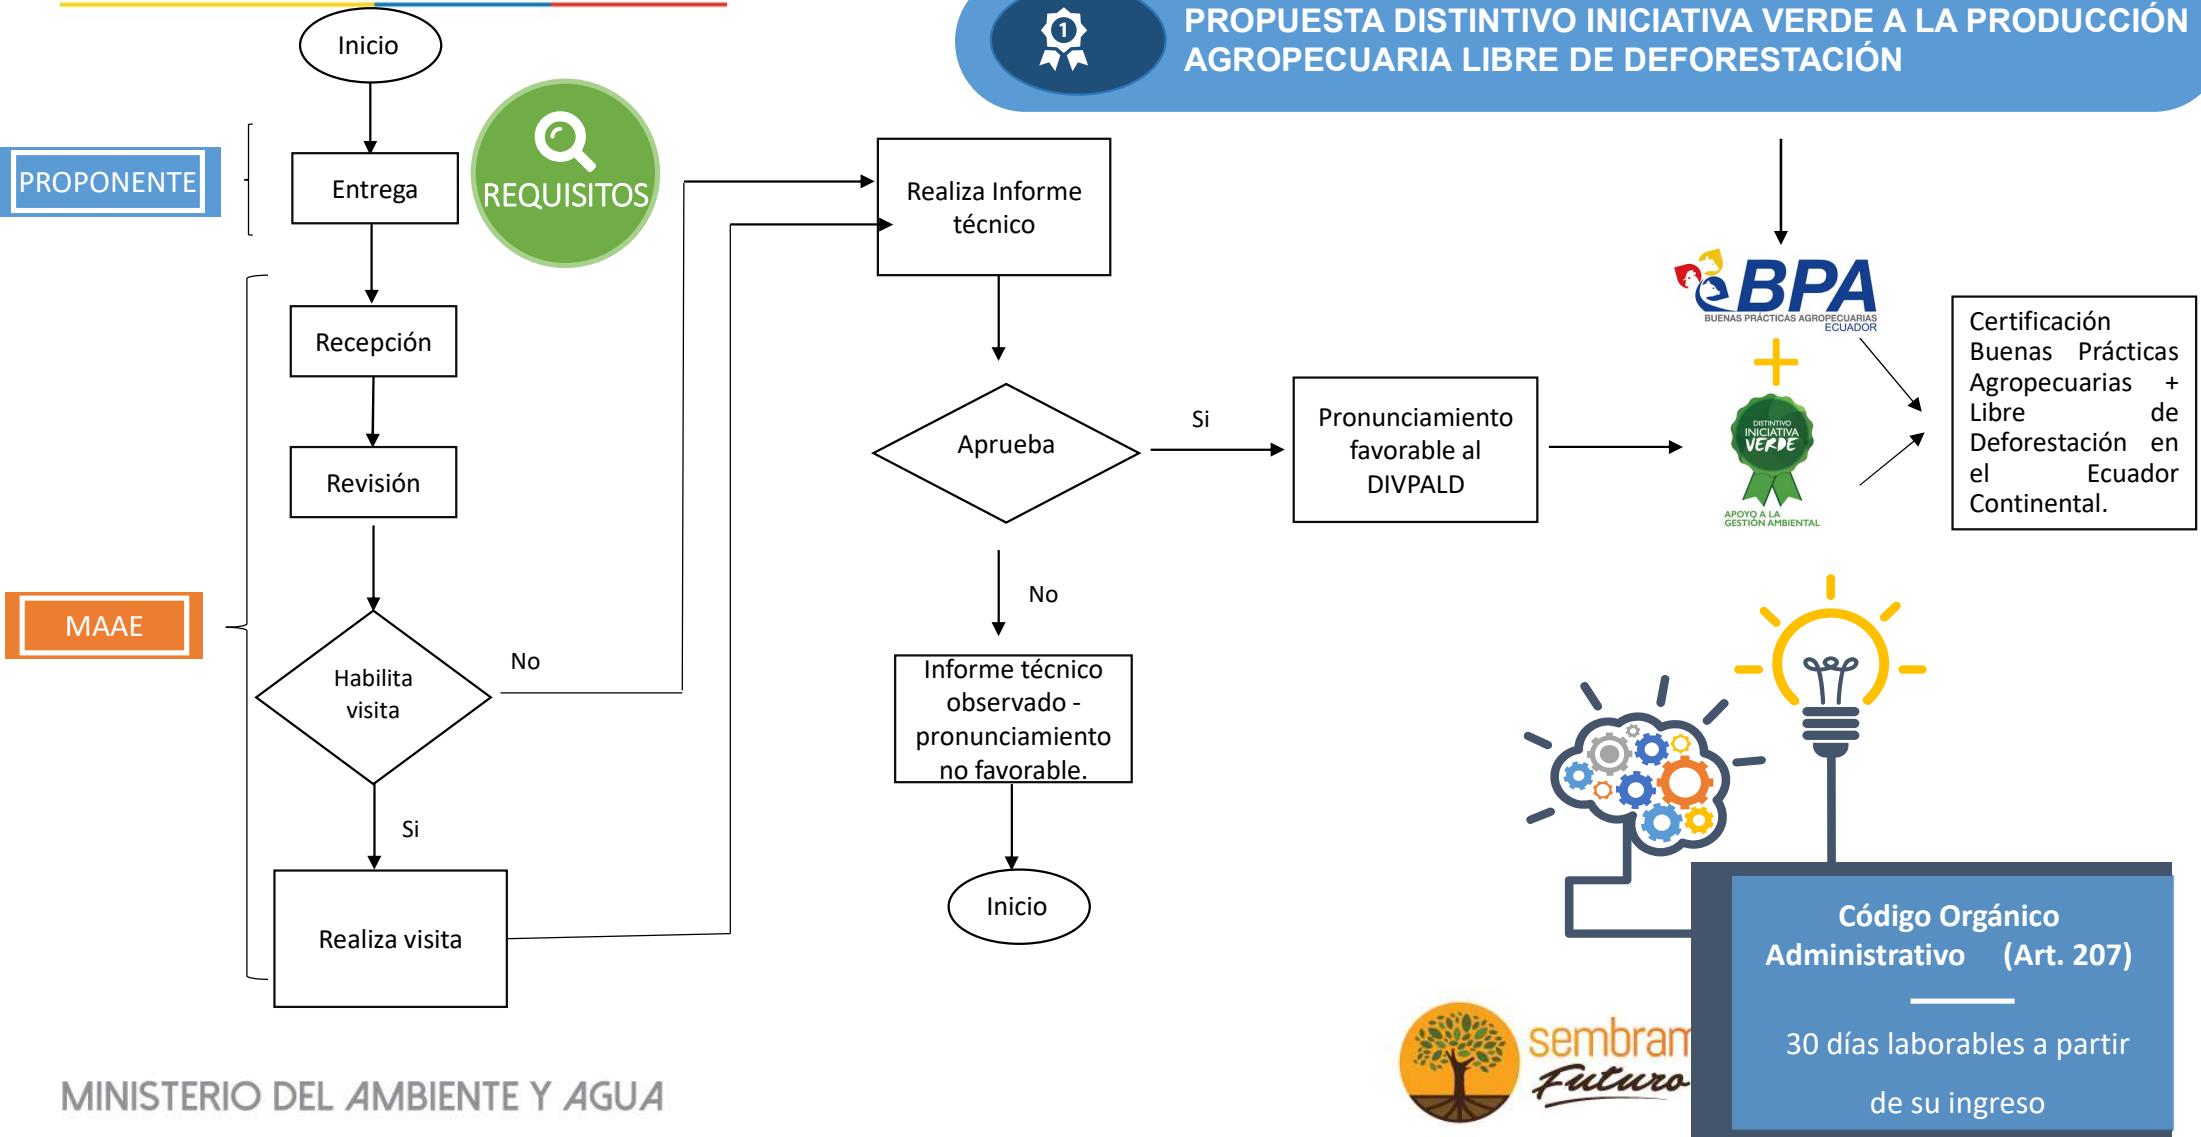 PROPUESTA DISTINTIVO INICIATIVA VERDE A LA PRODUCCIÓN
AGROPECUARIA LIBRE DE DEFORESTACIÓN
1
Inicio
PROPONENTE
Entrega
REQUISITOS
Recepción
Revisión
MAAE
Habilita
visita
No
Si
Realiza visita
Realiza Informe
técnico
Aprueba
Si
No
Informe técnico
observado -
pronunciamiento
no favorable.
Inicio
Pronunciamiento
favorable al
DIVPALD
BPA
BUENAS PRÁCTICAS AGROPECUARIAS
ECUADOR
+
DISTINTIVO
INICIATIVA
VERDE
APOYO A LA
GESTIÓN AMBIENTAL
Certificación
Buenas Prácticas
Agropecuarias +
Libre de
Deforestación en
el Ecuador
Continental.
Código Orgánico
Administrativo (Art. 207)
30 días laborables a partir
de su ingreso
sembram
Futuro
MINISTERIO DEL AMBIENTE Y AGUA